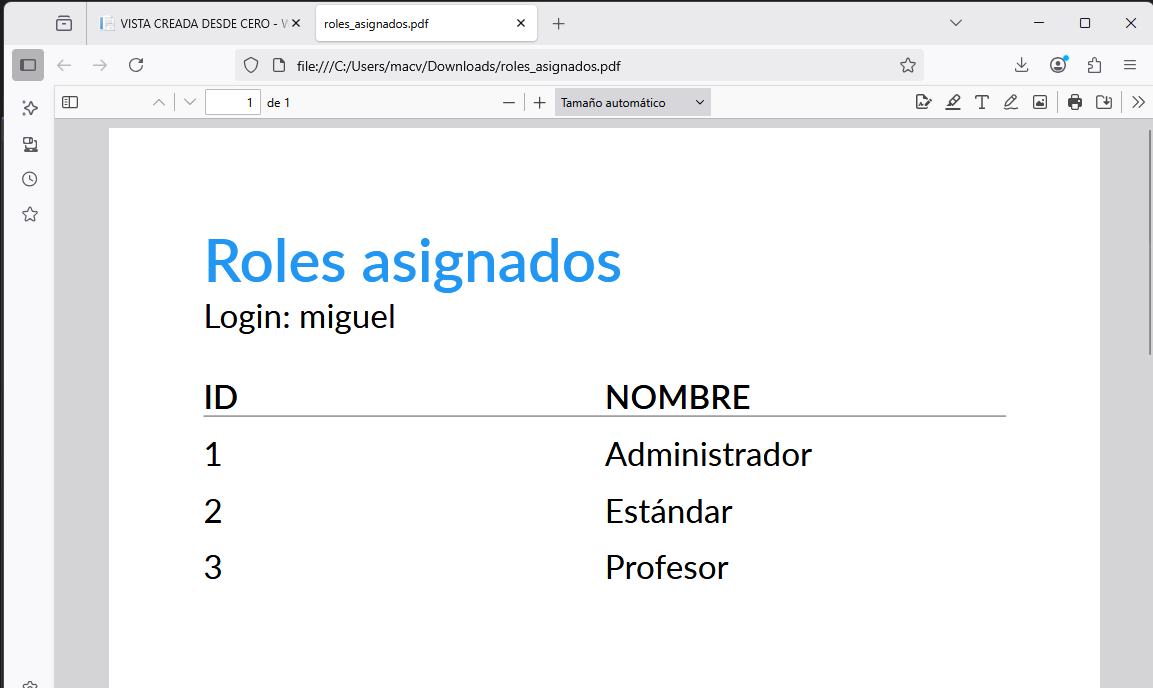 VISTA CREADA DESDE CERO - W
roles_asignados.pdf
file:///C:/Users/macv/Downloads/roles_asignados.pdf
1 de 1
Tamaño automático
Roles asignados
Login: miguel
ID NOMBRE
1 Administrador
2 Estándar
3 Profesor